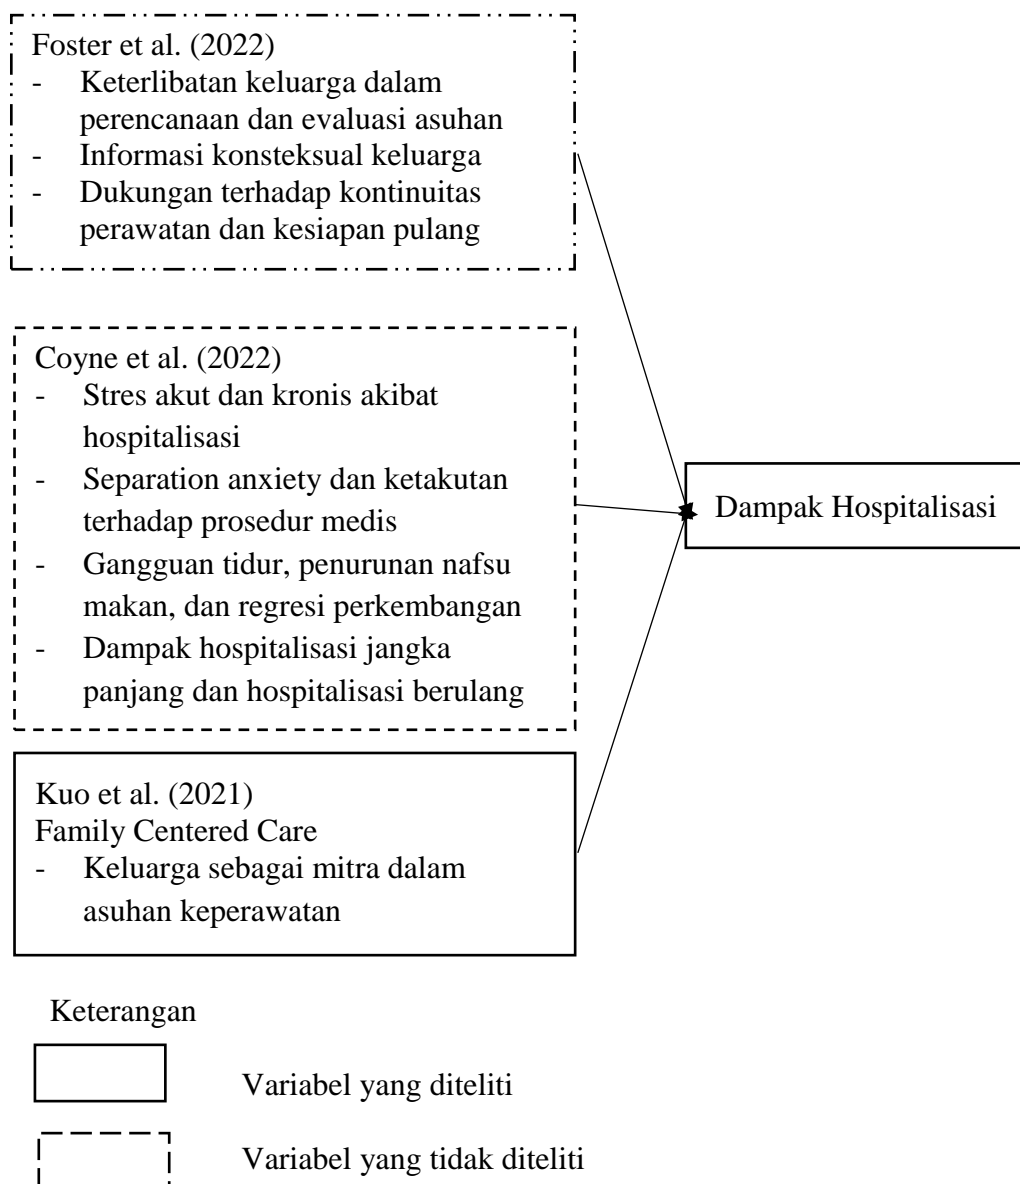 Foster et al. (2022)
- Keterlibatan keluarga dalam
perencanaan dan evaluasi asuhan
- Informasi konsteksual keluarga
- Dukungan terhadap kontinuitas
perawatan dan kesiapan pulang
Coyne et al. (2022)
- Stres akut dan kronis akibat
hospitalisasi
- Separation anxiety dan ketakutan
terhadap prosedur medis
- Gangguan tidur, penurunan nafsu
makan, dan regresi perkembangan
- Dampak hospitalisasi jangka
panjang dan hospitalisasi berulang
Dampak Hospitalisasi
Kuo et al. (2021)
Family Centered Care
- Keluarga sebagai mitra dalam
asuhan keperawatan
Keterangan
Variabel yang diteliti
Variabel yang tidak diteliti